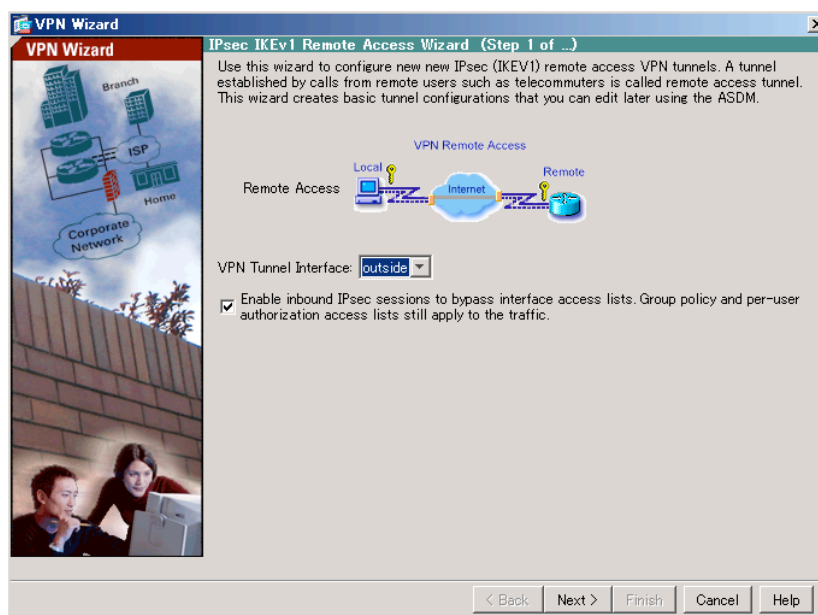 VPN Wizard
VPN Wizard
Branch
ISP
Home
Corporate
Network
IPsec IKEv1 Remote Access Wizard (Step 1 of ...)
Use this wizard to configure new new IPsec (IKEV1) remote access VPN tunnels. A tunnel
established by calls from remote users such as telecommuters is called remote access tunnel.
This wizard creates basic tunnel configurations that you can edit later using the ASDM.
VPN Remote Access
Local
Remote
Remote Access
Internet
VPN Tunnel Interface: outside
Enable inbound IPsec sessions to bypass interface access lists. Group policy and per-user
authorization access lists still apply to the traffic.
< Back
Next >
Finish
Cancel
Help